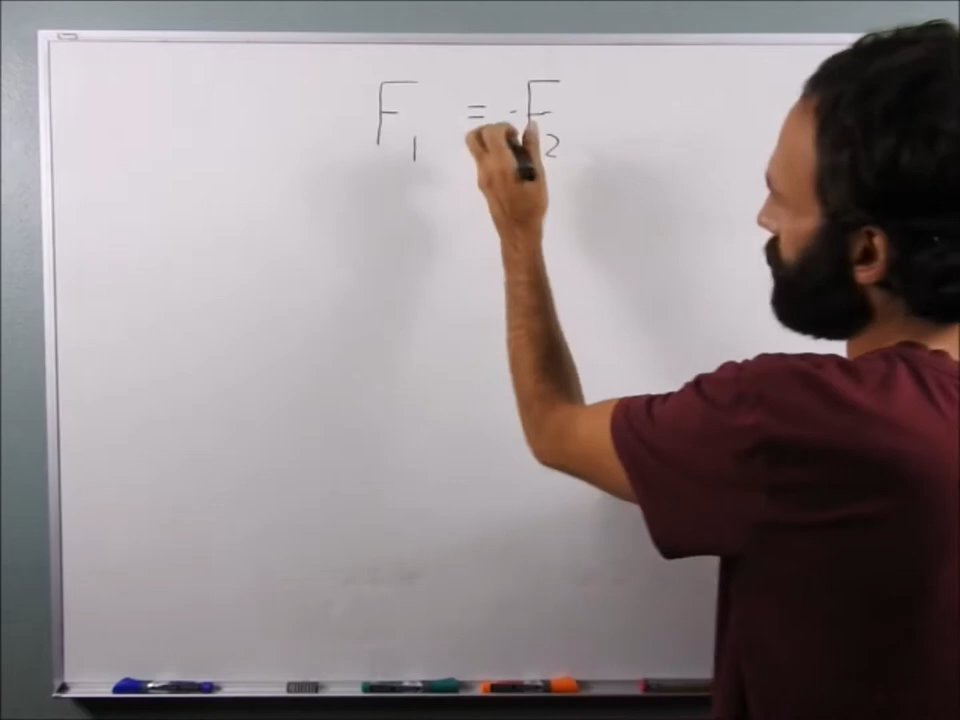 F₁ = -F₂